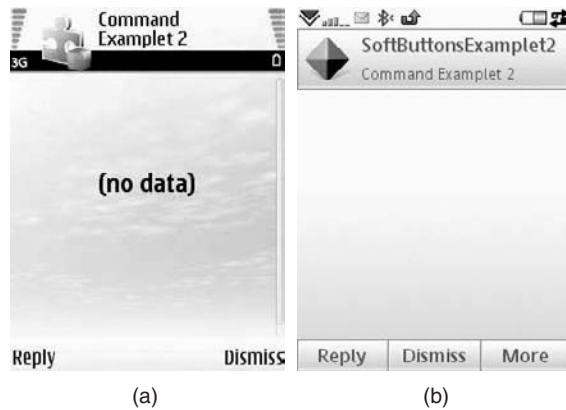 Command
Examplet 2
3G
(no data)
Reply
Dismiss
(a)
SoftButtonsExamplet2
Command Examplet 2
Reply
Dismiss
More
(b)